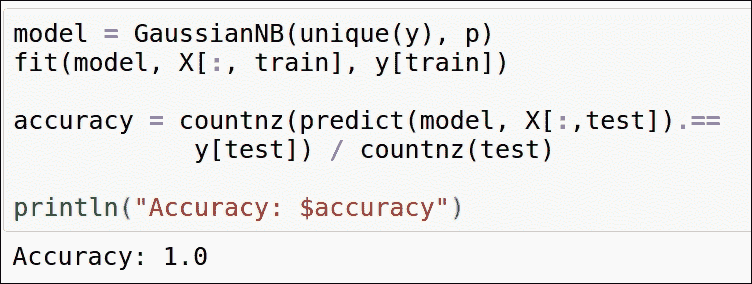 model = GaussianNB(unique(y), p)
fit(model, X[:, train], y[train])
accuracy = countnz(predict(model, X[:,test]).==
y[test]) / countnz(test)
println("Accuracy: $accuracy")
Accuracy: 1.0